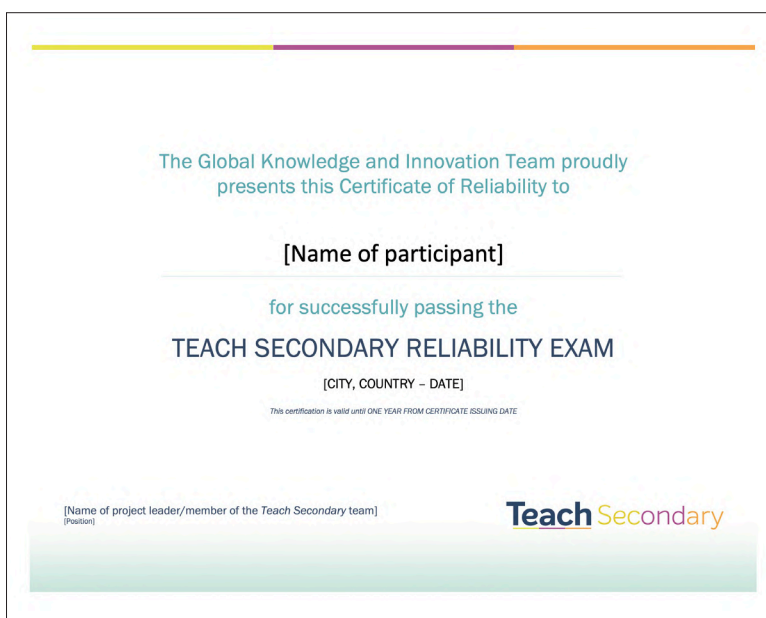 The Global Knowledge and Innovation Team proudly
presents this Certificate of Reliability to
[Name of participant]
for successfully passing the
TEACH SECONDARY RELIABILITY EXAM
[CITY, COUNTRY – DATE]
This certification is valid until ONE YEAR FROM CERTIFICATE ISSUING DATE
[Name of project leader/member of the Teach Secondary team]
[Position]
Teach Secondary